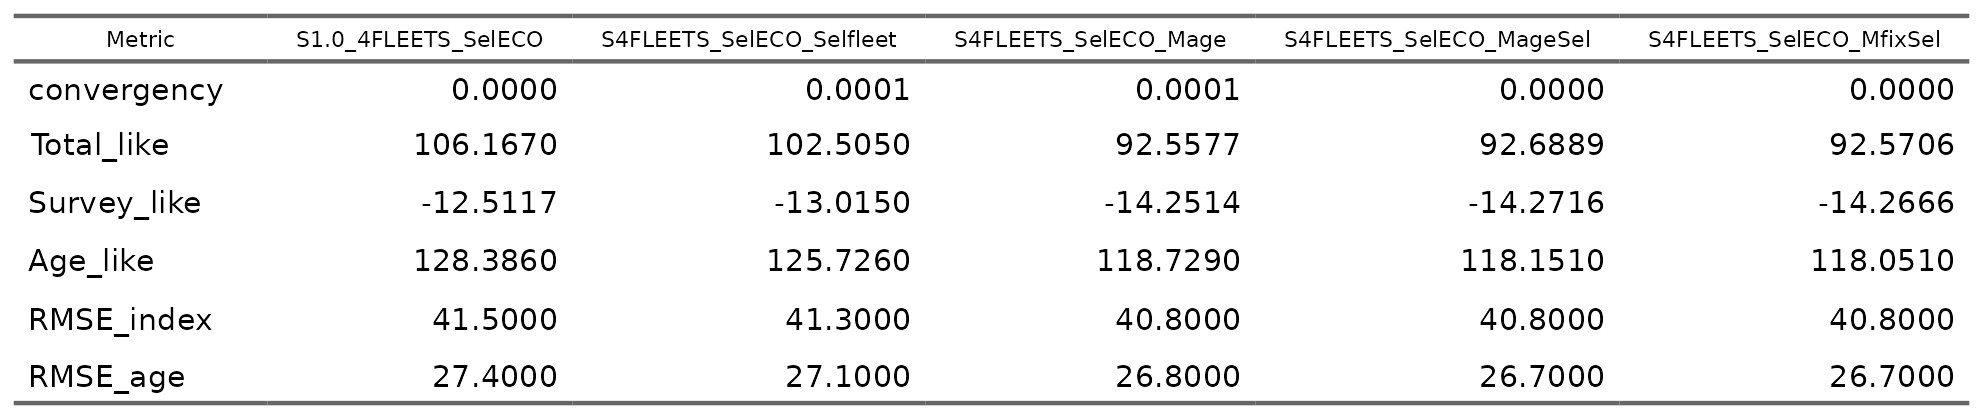 Metric S1.0_4FLEETS_SelECO S4FLEETS_SelECO_Selfleet S4FLEETS_SelECO_Mage S4FLEETS_SelECO_MageSel S4FLEETS_SelECO_MfixSel
convergency 0.0000 0.0001 0.0001 0.0000 0.0000
Total_like 106.1670 102.5050 92.5577 92.6889 92.5706
Survey_like -12.5117 -13.0150 -14.2514 -14.2716 -14.2666
Age_like 128.3860 125.7260 118.7290 118.1510 118.0510
RMSE_index 41.5000 41.3000 40.8000 40.8000 40.8000
RMSE_age 27.4000 27.1000 26.8000 26.7000 26.7000